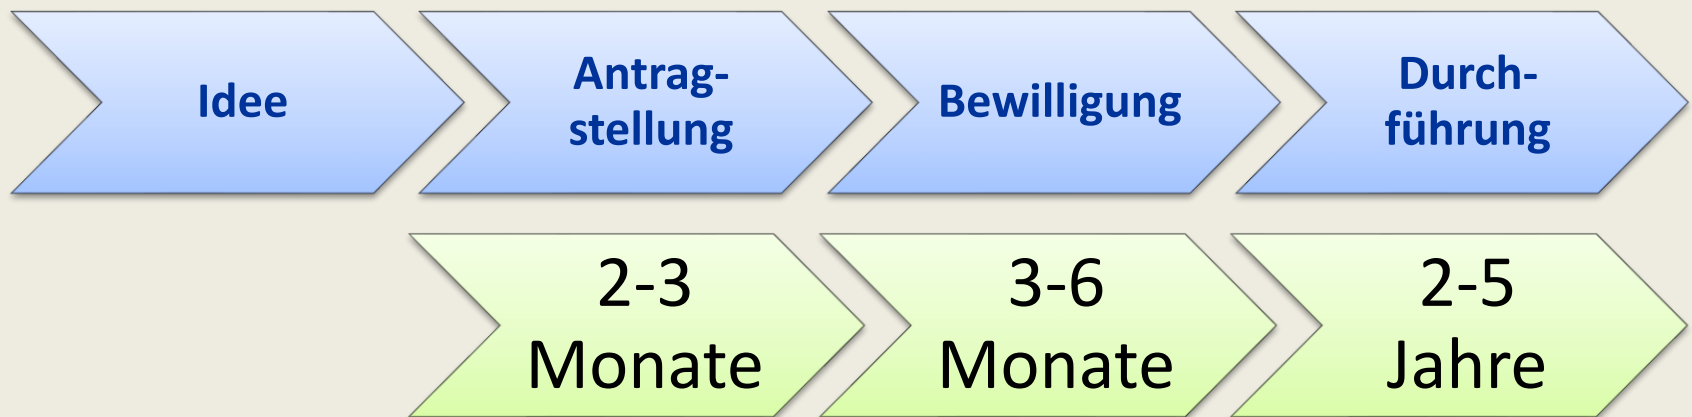 Idee
Antrag-
stellung
Bewilligung
Durch-
führung
2-3
Monate
3-6
Monate
2-5
Jahre